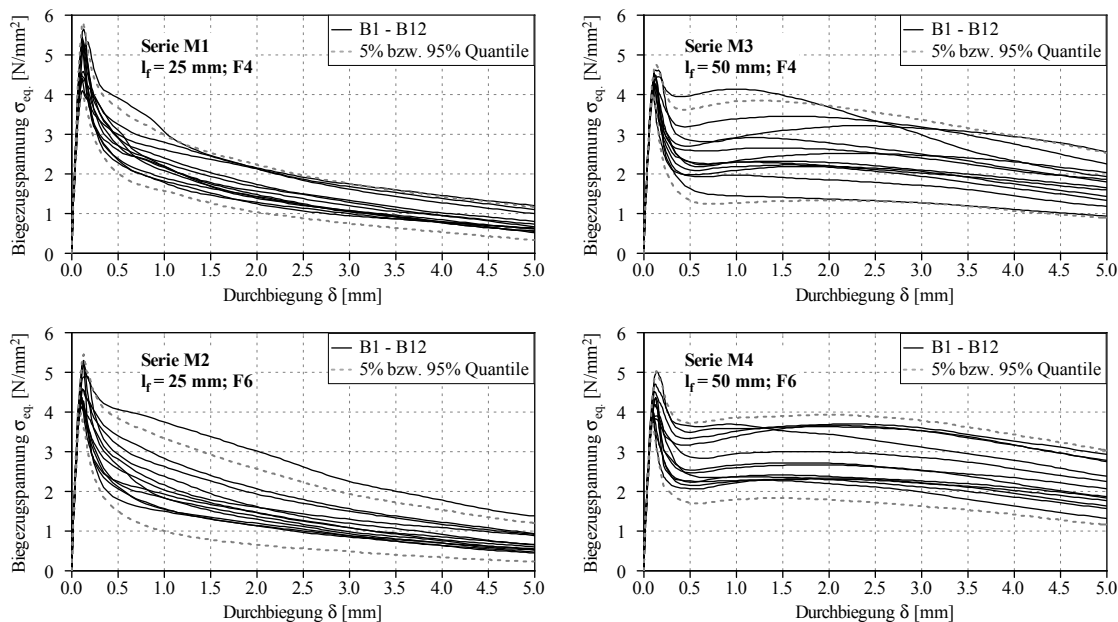 Biegezugspannung σeq. [N/mm²]
6
5
4
3
2
1
0
Serie M1
lf = 25 mm; F4
B1 - B12
5% bzw. 95% Quantile
0.0 0.5 1.0 1.5 2.0 2.5 3.0 3.5 4.0 4.5 5.0
Durchbiegung δ [mm]
Biegezugspannung σeq. [N/mm²]
6
5
4
3
2
1
0
Serie M3
lf = 50 mm; F4
B1 - B12
5% bzw. 95% Quantile
0.0 0.5 1.0 1.5 2.0 2.5 3.0 3.5 4.0 4.5 5.0
Durchbiegung δ [mm]
Biegezugspannung σeq. [N/mm²]
6
5
4
3
2
1
0
Serie M2
lf = 25 mm; F6
B1 - B12
5% bzw. 95% Quantile
0.0 0.5 1.0 1.5 2.0 2.5 3.0 3.5 4.0 4.5 5.0
Durchbiegung δ [mm]
Biegezugspannung σeq. [N/mm²]
6
5
4
3
2
1
0
Serie M4
lf = 50 mm; F6
B1 - B12
5% bzw. 95% Quantile
0.0 0.5 1.0 1.5 2.0 2.5 3.0 3.5 4.0 4.5 5.0
Durchbiegung δ [mm]